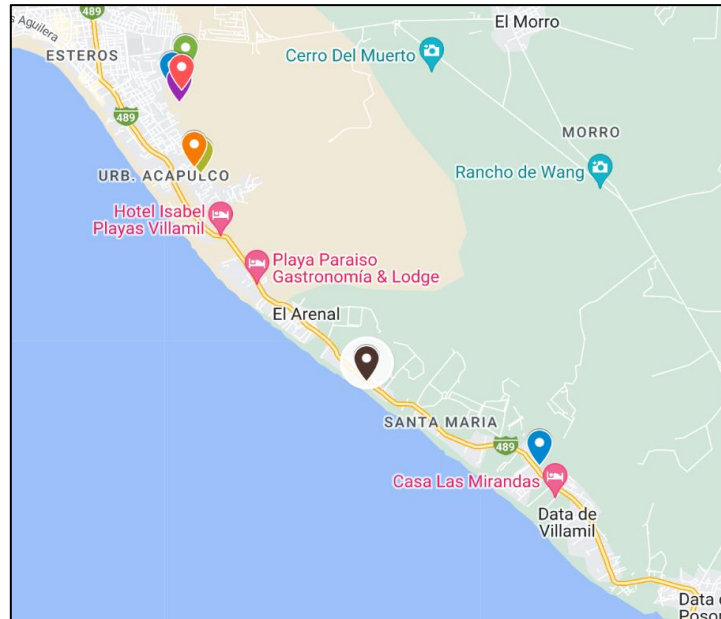 489
Aguilera
El Morro
ESTEROS
Cerro Del Muerto
489
MORRO
URB. ACAPULCO
Rancho de Wang
Hotel Isabel
Playas Villamil
Playa Paraiso
Gastronomía & Lodge
El Arenal
SANTA MARIA
489
Casa Las Mirandas
Data de
Villamil
Data